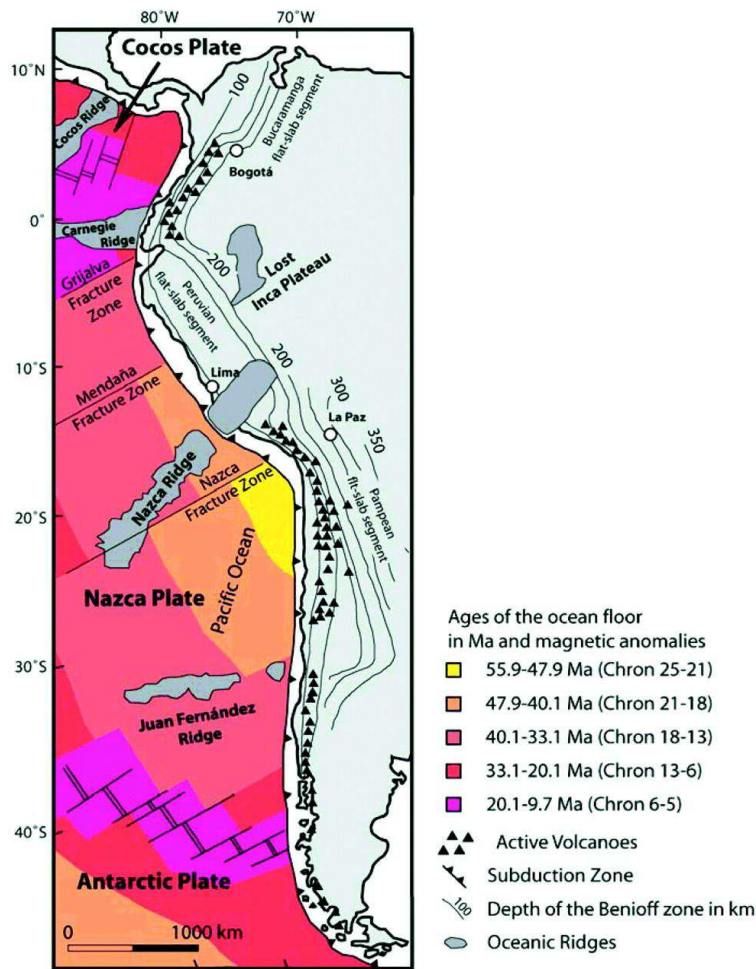 80°W
70°W
Cocos Plate
10°N
100
Bucaramanga
flat-slab segment
Cocos Ridge
Bogotá
0°
Carnegie
Ridge
200
Lost
Inca Plateau
Grijalva
Fracture
Zone
Peruvian
flat-slab segment
10°S
Mendaña
Fracture Zone
Lima
200
300
La Paz
350
Nazca Ridge
Nazca
Fracture Zone
Pampean
flt-slab segment
20°S
Pacific Ocean
Nazca Plate
30°S
Juan Fernández
Ridge
40°S
Antarctic Plate
0 1000 km
Ages of the ocean floor
in Ma and magnetic anomalies
55.9-47.9 Ma (Chron 25-21)
47.9-40.1 Ma (Chron 21-18)
40.1-33.1 Ma (Chron 18-13)
33.1-20.1 Ma (Chron 13-6)
20.1-9.7 Ma (Chron 6-5)
Active Volcanoes
Subduction Zone
100
Depth of the Benioff zone in km
Oceanic Ridges